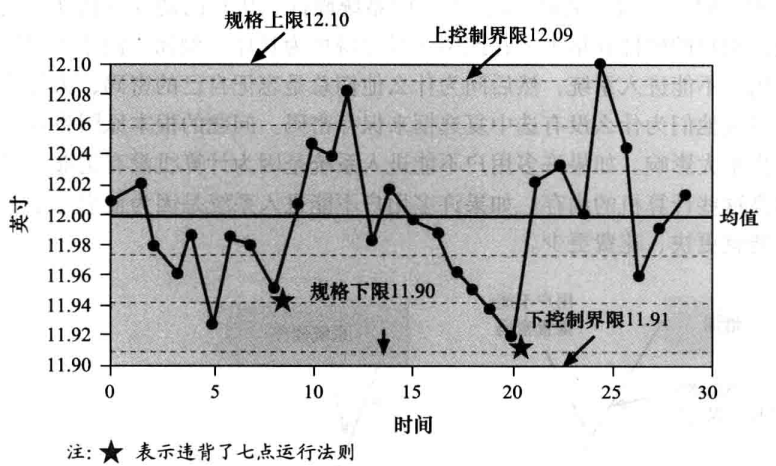 规格上限12.10
上控制界限12.09
12.10
12.08
12.06
12.04
12.02
12.00
11.98
11.96
11.94
11.92
11.90
英寸
均值
规格下限11.90
下控制界限11.91
0
5
10
15
20
25
30
时间
注: ★ 表示违背了七点运行法则